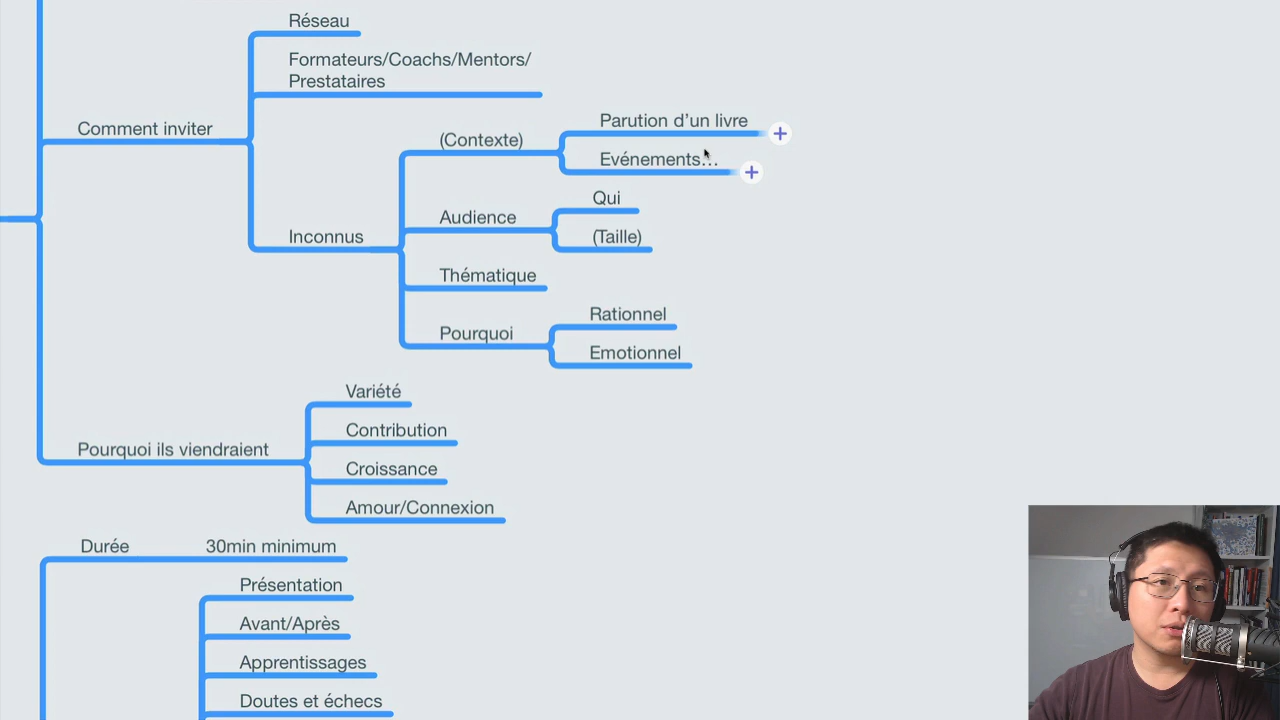 Réseau
Formateurs/Coachs/Mentors/
Prestataires
Comment inviter
(Contexte)
Parution d’un livre
Evénements…
Inconnus
Audience
Qui
(Taille)
Thématique
Pourquoi
Rationnel
Emotionnel
Pourquoi ils viendraient
Variété
Contribution
Croissance
Amour/Connexion
Durée
30min minimum
Présentation
Avant/Après
Apprentissages
Doutes et échecs